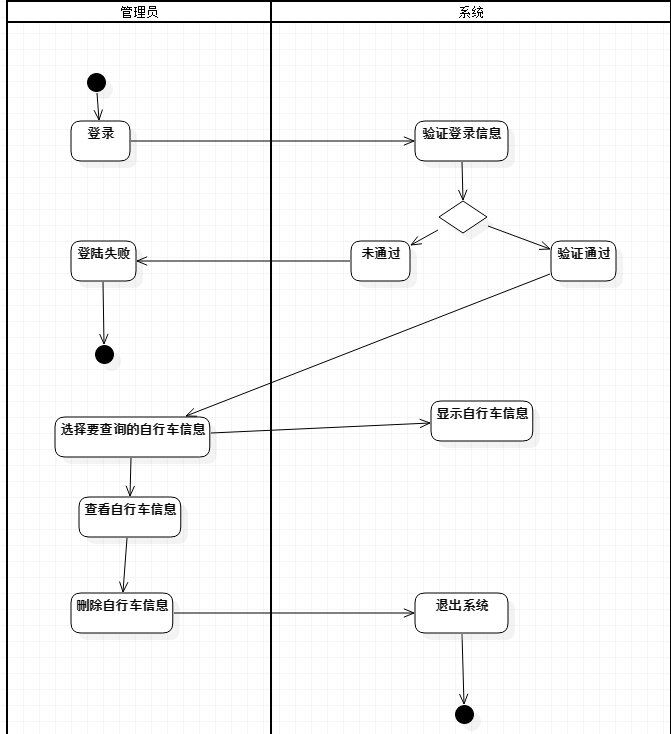 管理员
系统
登录
验证登录信息
登陆失败
未通过
验证通过
选择要查询的自行车信息
显示自行车信息
查看自行车信息
删除自行车信息
退出系统